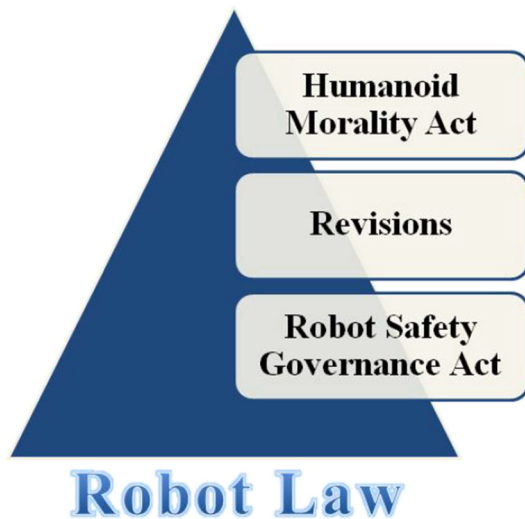 Humanoid
Morality Act
Revisions
Robot Safety
Governance Act
Robot Law